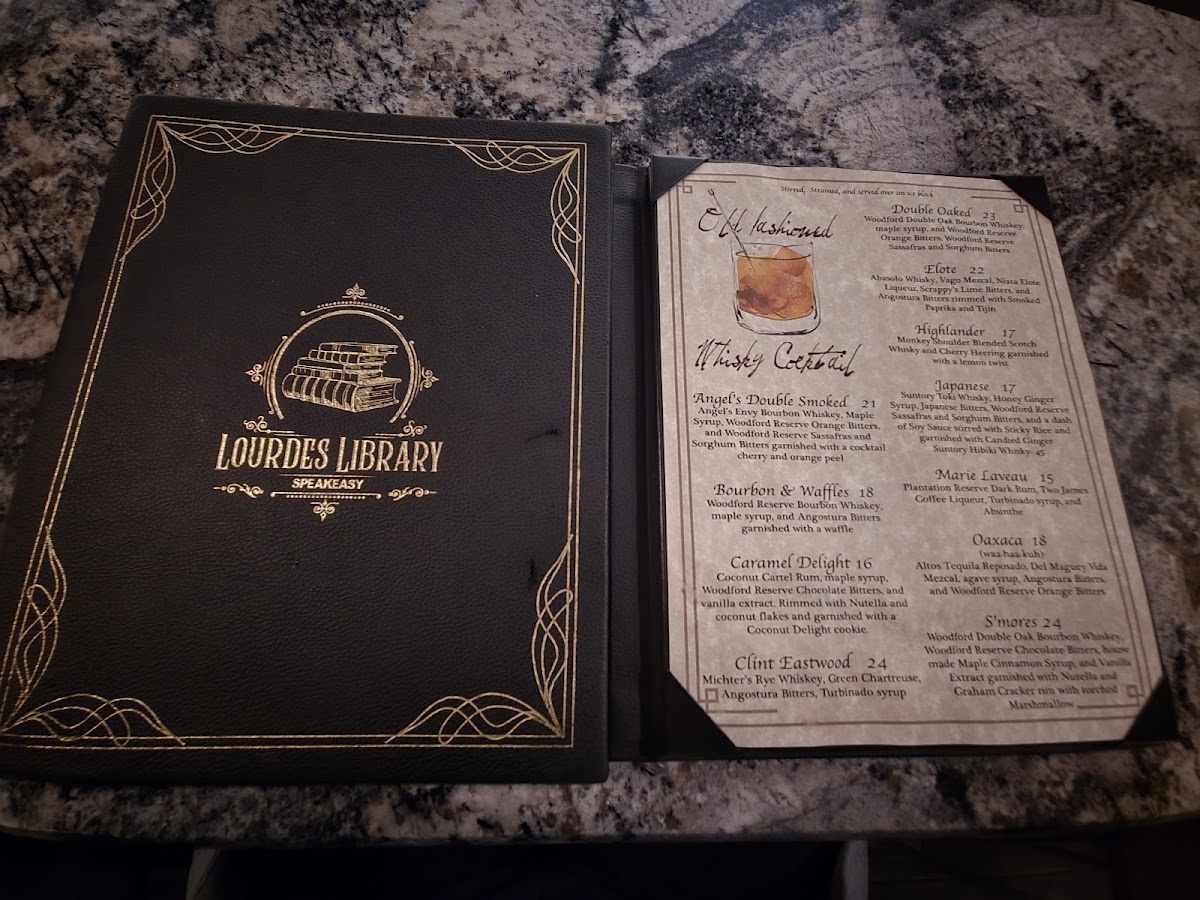 LOURDES LIBRARY
SPEAKEASY
Stirred, Strained, and served over an ice block
Old fashioned
Whisky Cocktail
Angel's Double Smoked 21
Angel's Envy Bourbon Whiskey, Maple
Syrup, Woodford Reserve Orange Bitters,
and Woodford Reserve Sassafras and
Sorghum Bitters garnished with a cocktail
cherry and orange peel
Bourbon & Waffles 18
Woodford Reserve Bourbon Whiskey,
maple syrup, and Angostura Bitters
garnished with a waffle
Caramel Delight 16
Coconut Cartel Rum, maple syrup,
Woodford Reserve Chocolate Bitters, and
vanilla extract. Rimmed with Nutella and
coconut flakes and garnished with a
Coconut Delight cookie.
Clint Eastwood 24
Michter's Rye Whiskey, Green Chartreuse,
Angostura Bitters, Turbinado syrup
Double Oaked 23
Woodford Double Oak Bourbon Whiskey,
maple syrup, and Woodford Reserve
Orange Bitters, Woodford Reserve
Sassafras and Sorghum Bitters
Elote 22
Abasolo Whisky, Vago Mezcal, Nixta Elote
Liqueur, Scrappy's Lime Bitters, and
Angostura Bitters rimmed with Smoked
Paprika and Tijin
Highlander 17
Monkey Shoulder Blended Scotch
Whisky and Cherry Heering garnished
with a lemon twist
Japanese 17
Suntory Toki Whisky, Honey Ginger
Syrup, Japanese Bitters, Woodford Reserve
Sassafras and Sorghum Bitters, and a dash
of Soy Sauce stirred with Sticky Rice and
garnished with Candied Ginger
Suntory Hibiki Whisky- 45
Marie Laveau 15
Plantation Reserve Dark Rum, Two James
Coffee Liqueur, Turbinado syrup, and
Absinthe
Oaxaca 18
(waa-haa-kuh)
Altos Tequila Reposado, Del Maguey Vida
Mezcal, agave syrup, Angostura Bitters,
and Woodford Reserve Orange Bitters
S'mores 24
Woodford Double Oak Bourbon Whiskey,
Woodford Reserve Chocolate Bitters, house
made Maple Cinnamon Syrup, and Vanilla
Extract garnished with Nutella and
Graham Cracker rim with torched
Marshmallow